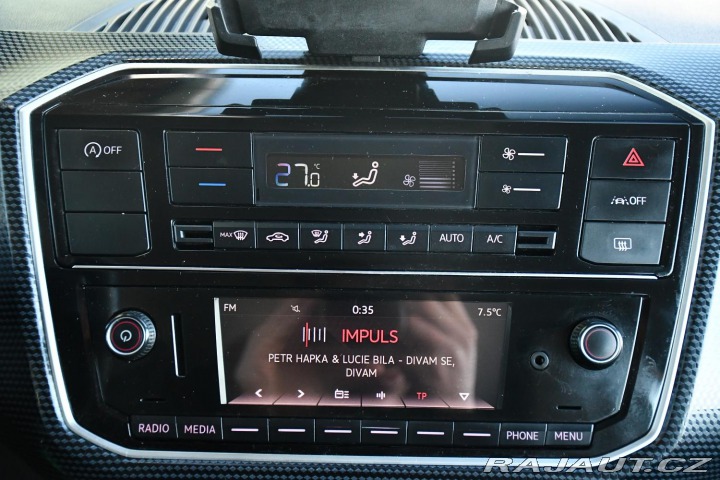 A OFF
27.0 °C
OFF
MAX
AUTO
A/C
FM 0:35 7.5°C
IMPULS
PETR HAPKA & LUCIE BILA - DIVAM SE,
DIVAM
TP
RADIO MEDIA PHONE MENU
RAJAUT.CZ